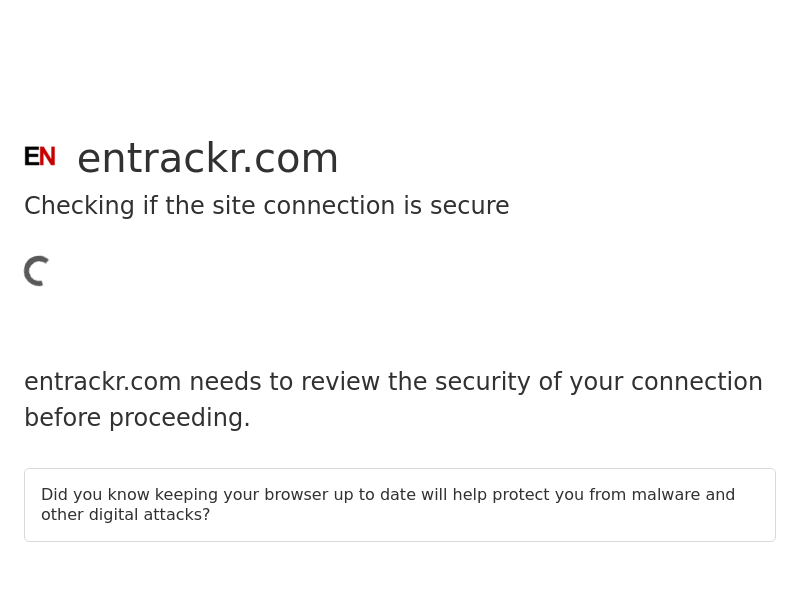 EN entrackr.com
Checking if the site connection is secure
entrackr.com needs to review the security of your connection
before proceeding.
Did you know keeping your browser up to date will help protect you from malware and
other digital attacks?